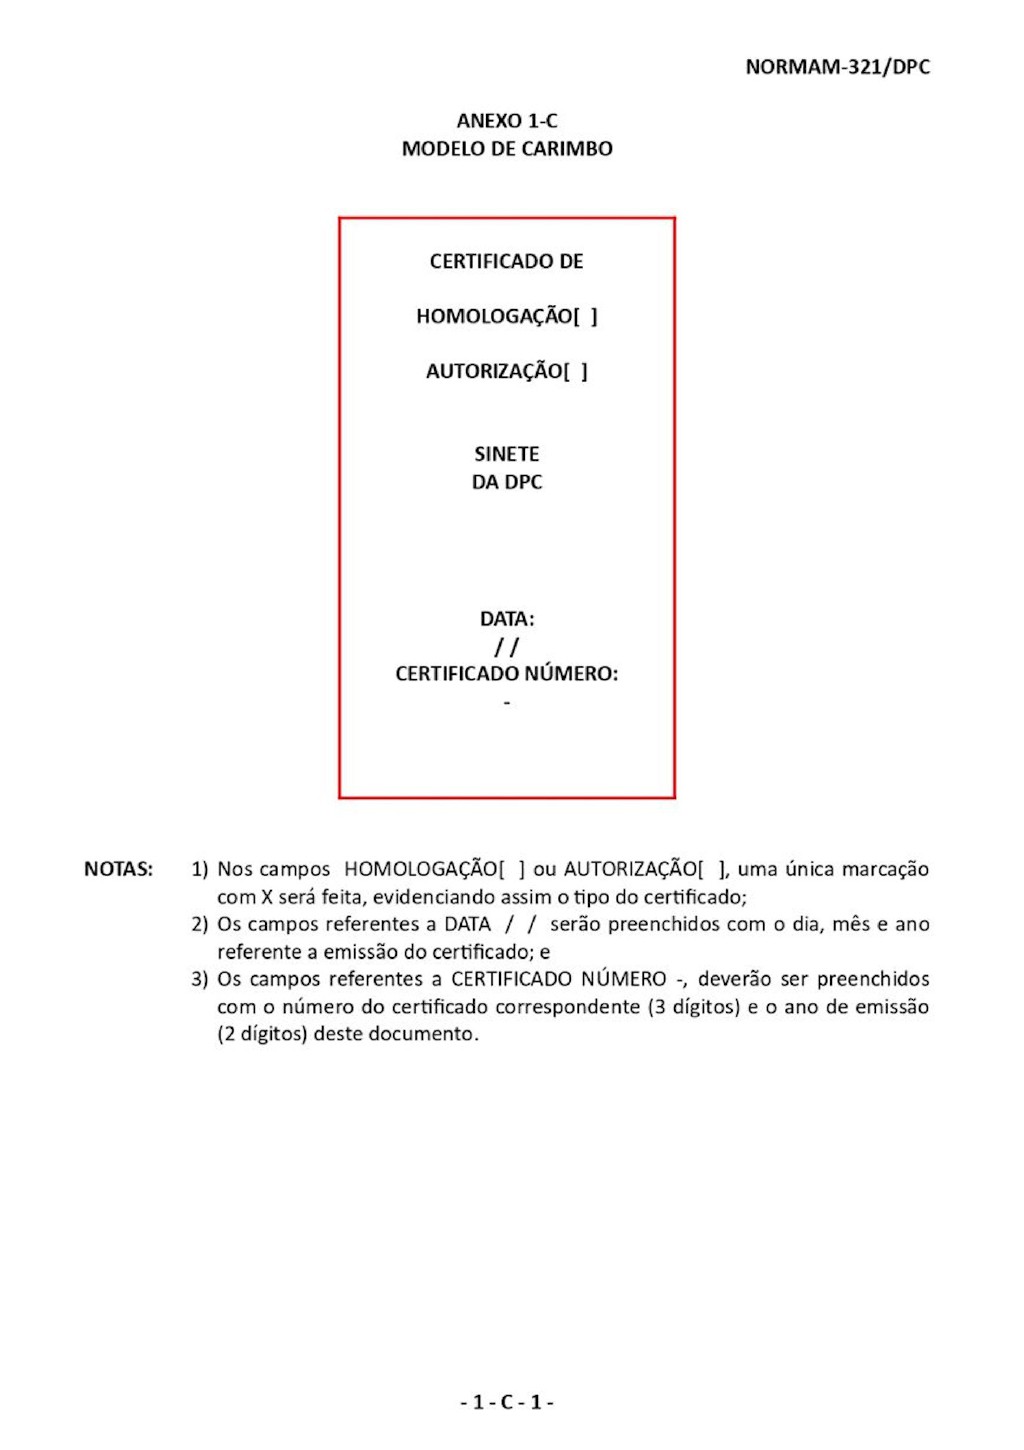 NORMAM-321/DPC
ANEXO 1-C
MODELO DE CARIMBO
CERTIFICADO DE
HOMOLOGAÇÃO[ ]
AUTORIZAÇÃO[ ]
SINETE
DA DPC
DATA:
/ /
CERTIFICADO NÚMERO:
-
NOTAS: 1) Nos campos HOMOLOGAÇÃO[ ] ou AUTORIZAÇÃO[ ], uma única marcação
com X será feita, evidenciando assim o tipo do certificado;
2) Os campos referentes a DATA / / serão preenchidos com o dia, mês e ano
referente a emissão do certificado; e
3) Os campos referentes a CERTIFICADO NÚMERO -, deverão ser preenchidos
com o número do certificado correspondente (3 dígitos) e o ano de emissão
(2 dígitos) deste documento.
- 1 - C - 1 -